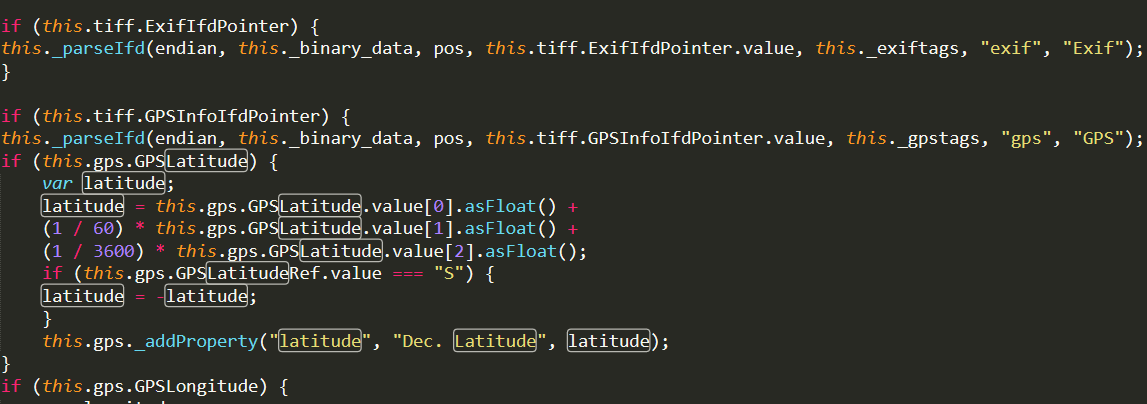 if (this.tiff.ExifIfdPointer) {
this._parseIfd(endian, this._binary_data, pos, this.tiff.ExifIfdPointer.value, this._exiftags, "exif", "Exif");
}
if (this.tiff.GPSInfoIfdPointer) {
this._parseIfd(endian, this._binary_data, pos, this.tiff.GPSInfoIfdPointer.value, this._gpstags, "gps", "GPS");
if (this.gps.GPSLatitude) {
var latitude;
latitude = this.gps.GPSLatitude.value[0].asFloat() +
(1 / 60) * this.gps.GPSLatitude.value[1].asFloat() +
(1 / 3600) * this.gps.GPSLatitude.value[2].asFloat();
if (this.gps.GPSLatitudeRef.value === "S") {
latitude = -latitude;
}
this.gps._addProperty("latitude", "Dec. Latitude", latitude);
}
if (this.gps.GPSLongitude) {